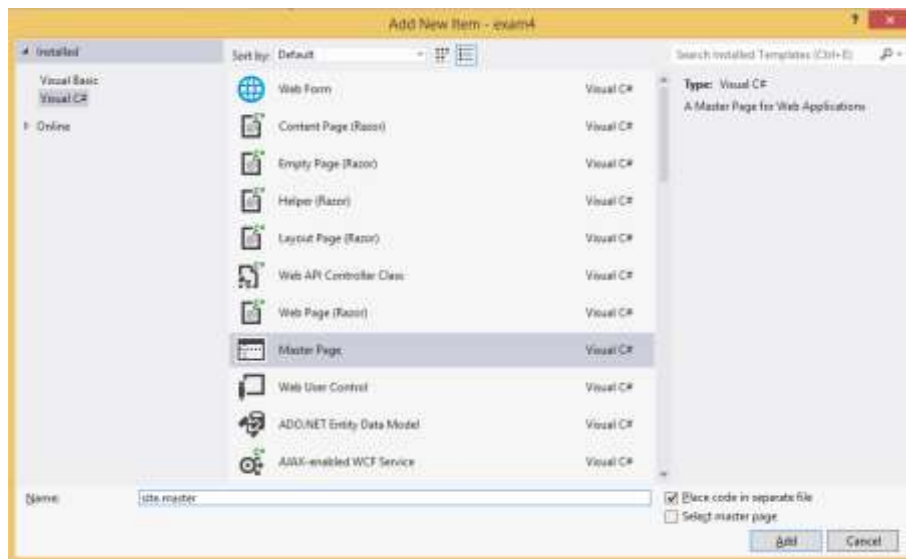 Add New Item - exam4
?
Installed
Sort by: Default
Search Installed Templates (Ctrl+E)
Visual Basic
Visual C#
Online
Web Form Visual C#
Content Page (Razor) Visual C#
Empty Page (Razor) Visual C#
Helper (Razor) Visual C#
Layout Page (Razor) Visual C#
Web API Controller Class Visual C#
Web Page (Razor) Visual C#
Master Page Visual C#
Web User Control Visual C#
ADO.NET Entity Data Model Visual C#
AJAX-enabled WCF Service Visual C#
Type: Visual C#
A Master Page for Web Applications
Name: site.master
Place code in separate file
Select master page
Add Cancel